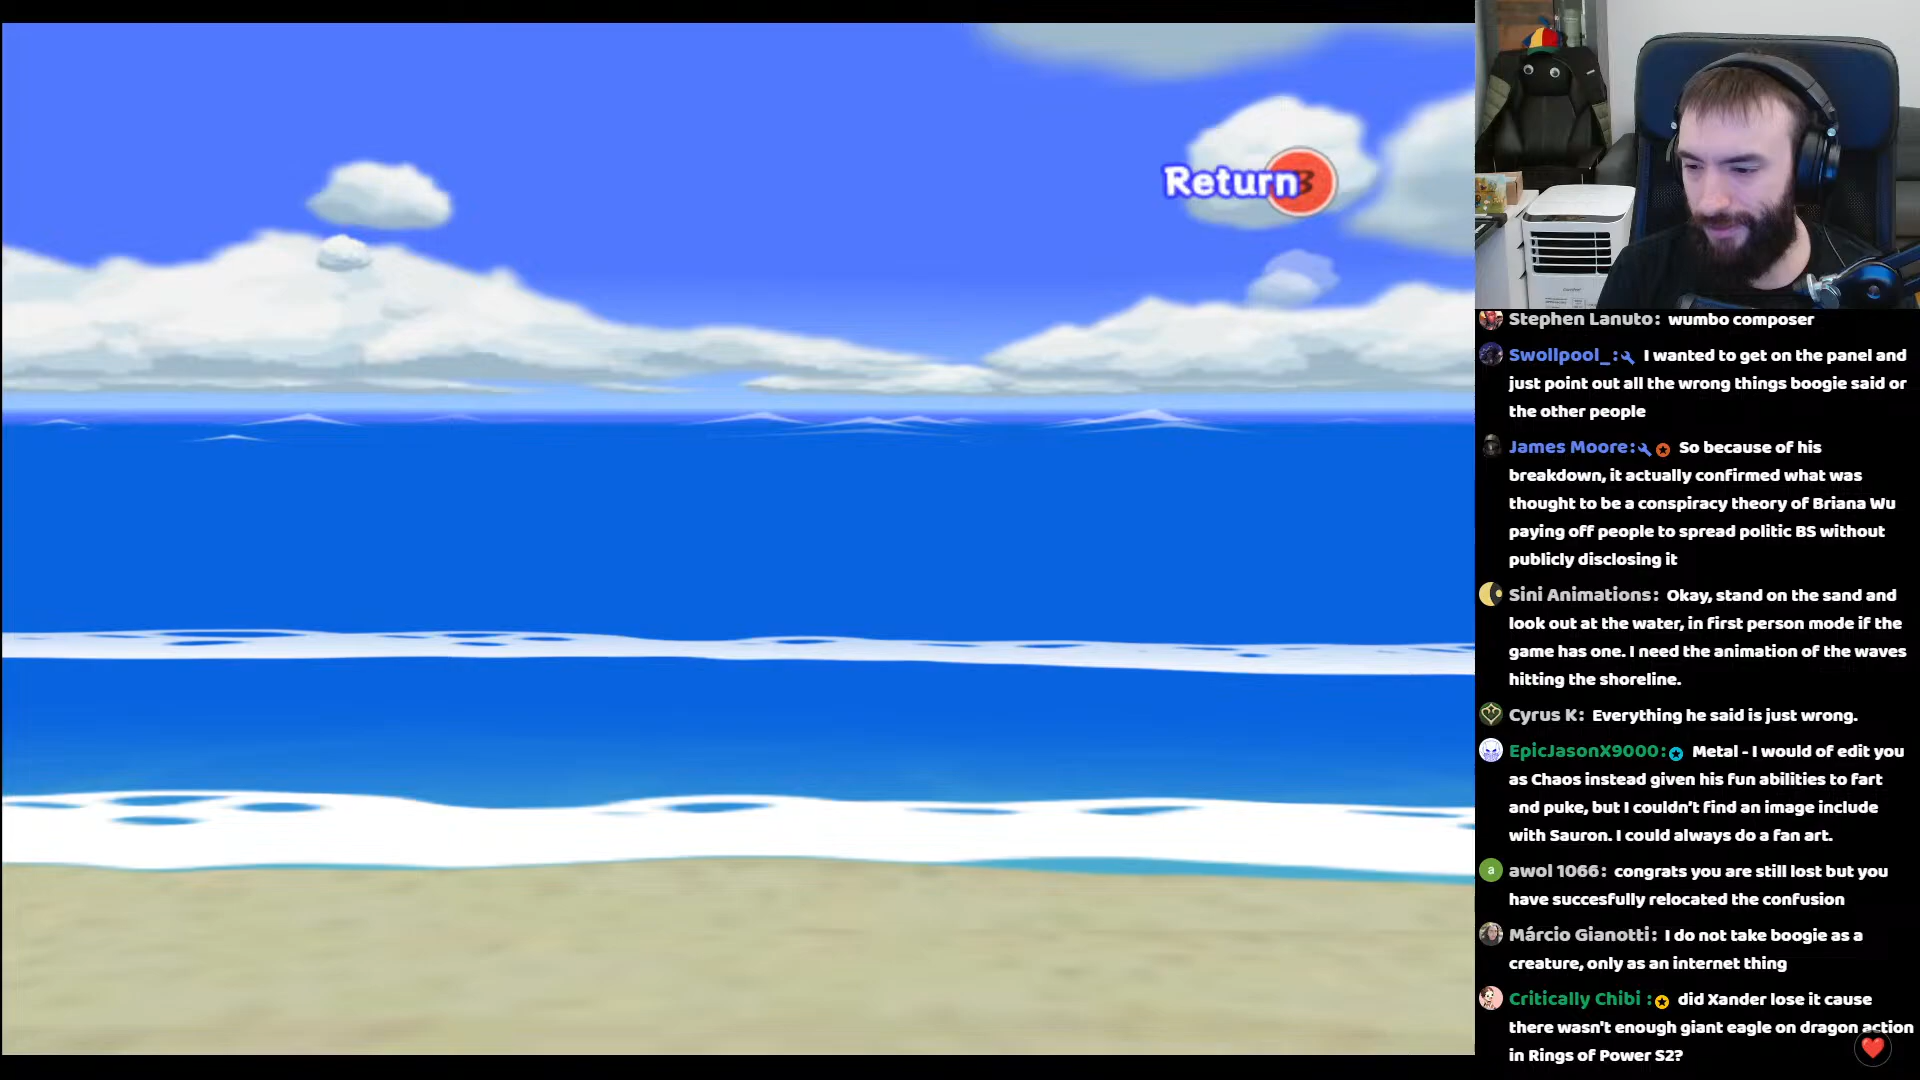 Return B
Stephen Lanuto: wumbo composer
Swollpool_: I wanted to get on the panel and
just point out all the wrong things boogie said or
the other people
James Moore: So because of his
breakdown, it actually confirmed what was
thought to be a conspiracy theory of Briana Wu
paying off people to spread politic BS without
publicly disclosing it
Sini Animations: Okay, stand on the sand and
look out at the water, in first person mode if the
game has one. I need the animation of the waves
hitting the shoreline.
Cyrus K: Everything he said is just wrong.
EpicJasonX9000: Metal - I would of edit you
as Chaos instead given his fun abilities to fart
and puke, but I couldn't find an image include
with Sauron. I could always do a fan art.
a awol 1066: congrats you are still lost but you
have succesfully relocated the confusion
Márcio Gianotti: I do not take boogie as a
creature, only as an internet thing
Critically Chibi : did Xander lose it cause
there wasn't enough giant eagle on dragon action
in Rings of Power S2?